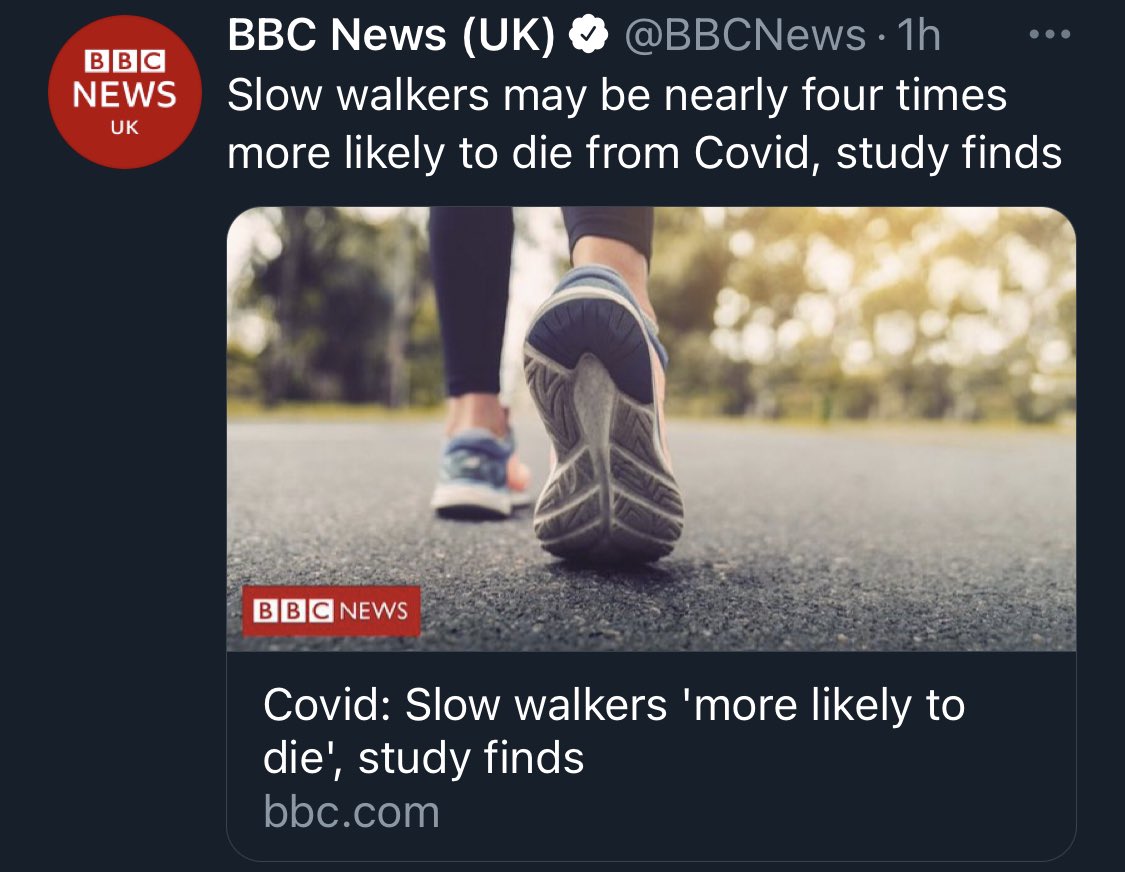 BBC NEWS UK
BBC News (UK) @BBCNews · 1h
Slow walkers may be nearly four times
more likely to die from Covid, study finds
BBC NEWS
Covid: Slow walkers 'more likely to
die', study finds
bbc.com